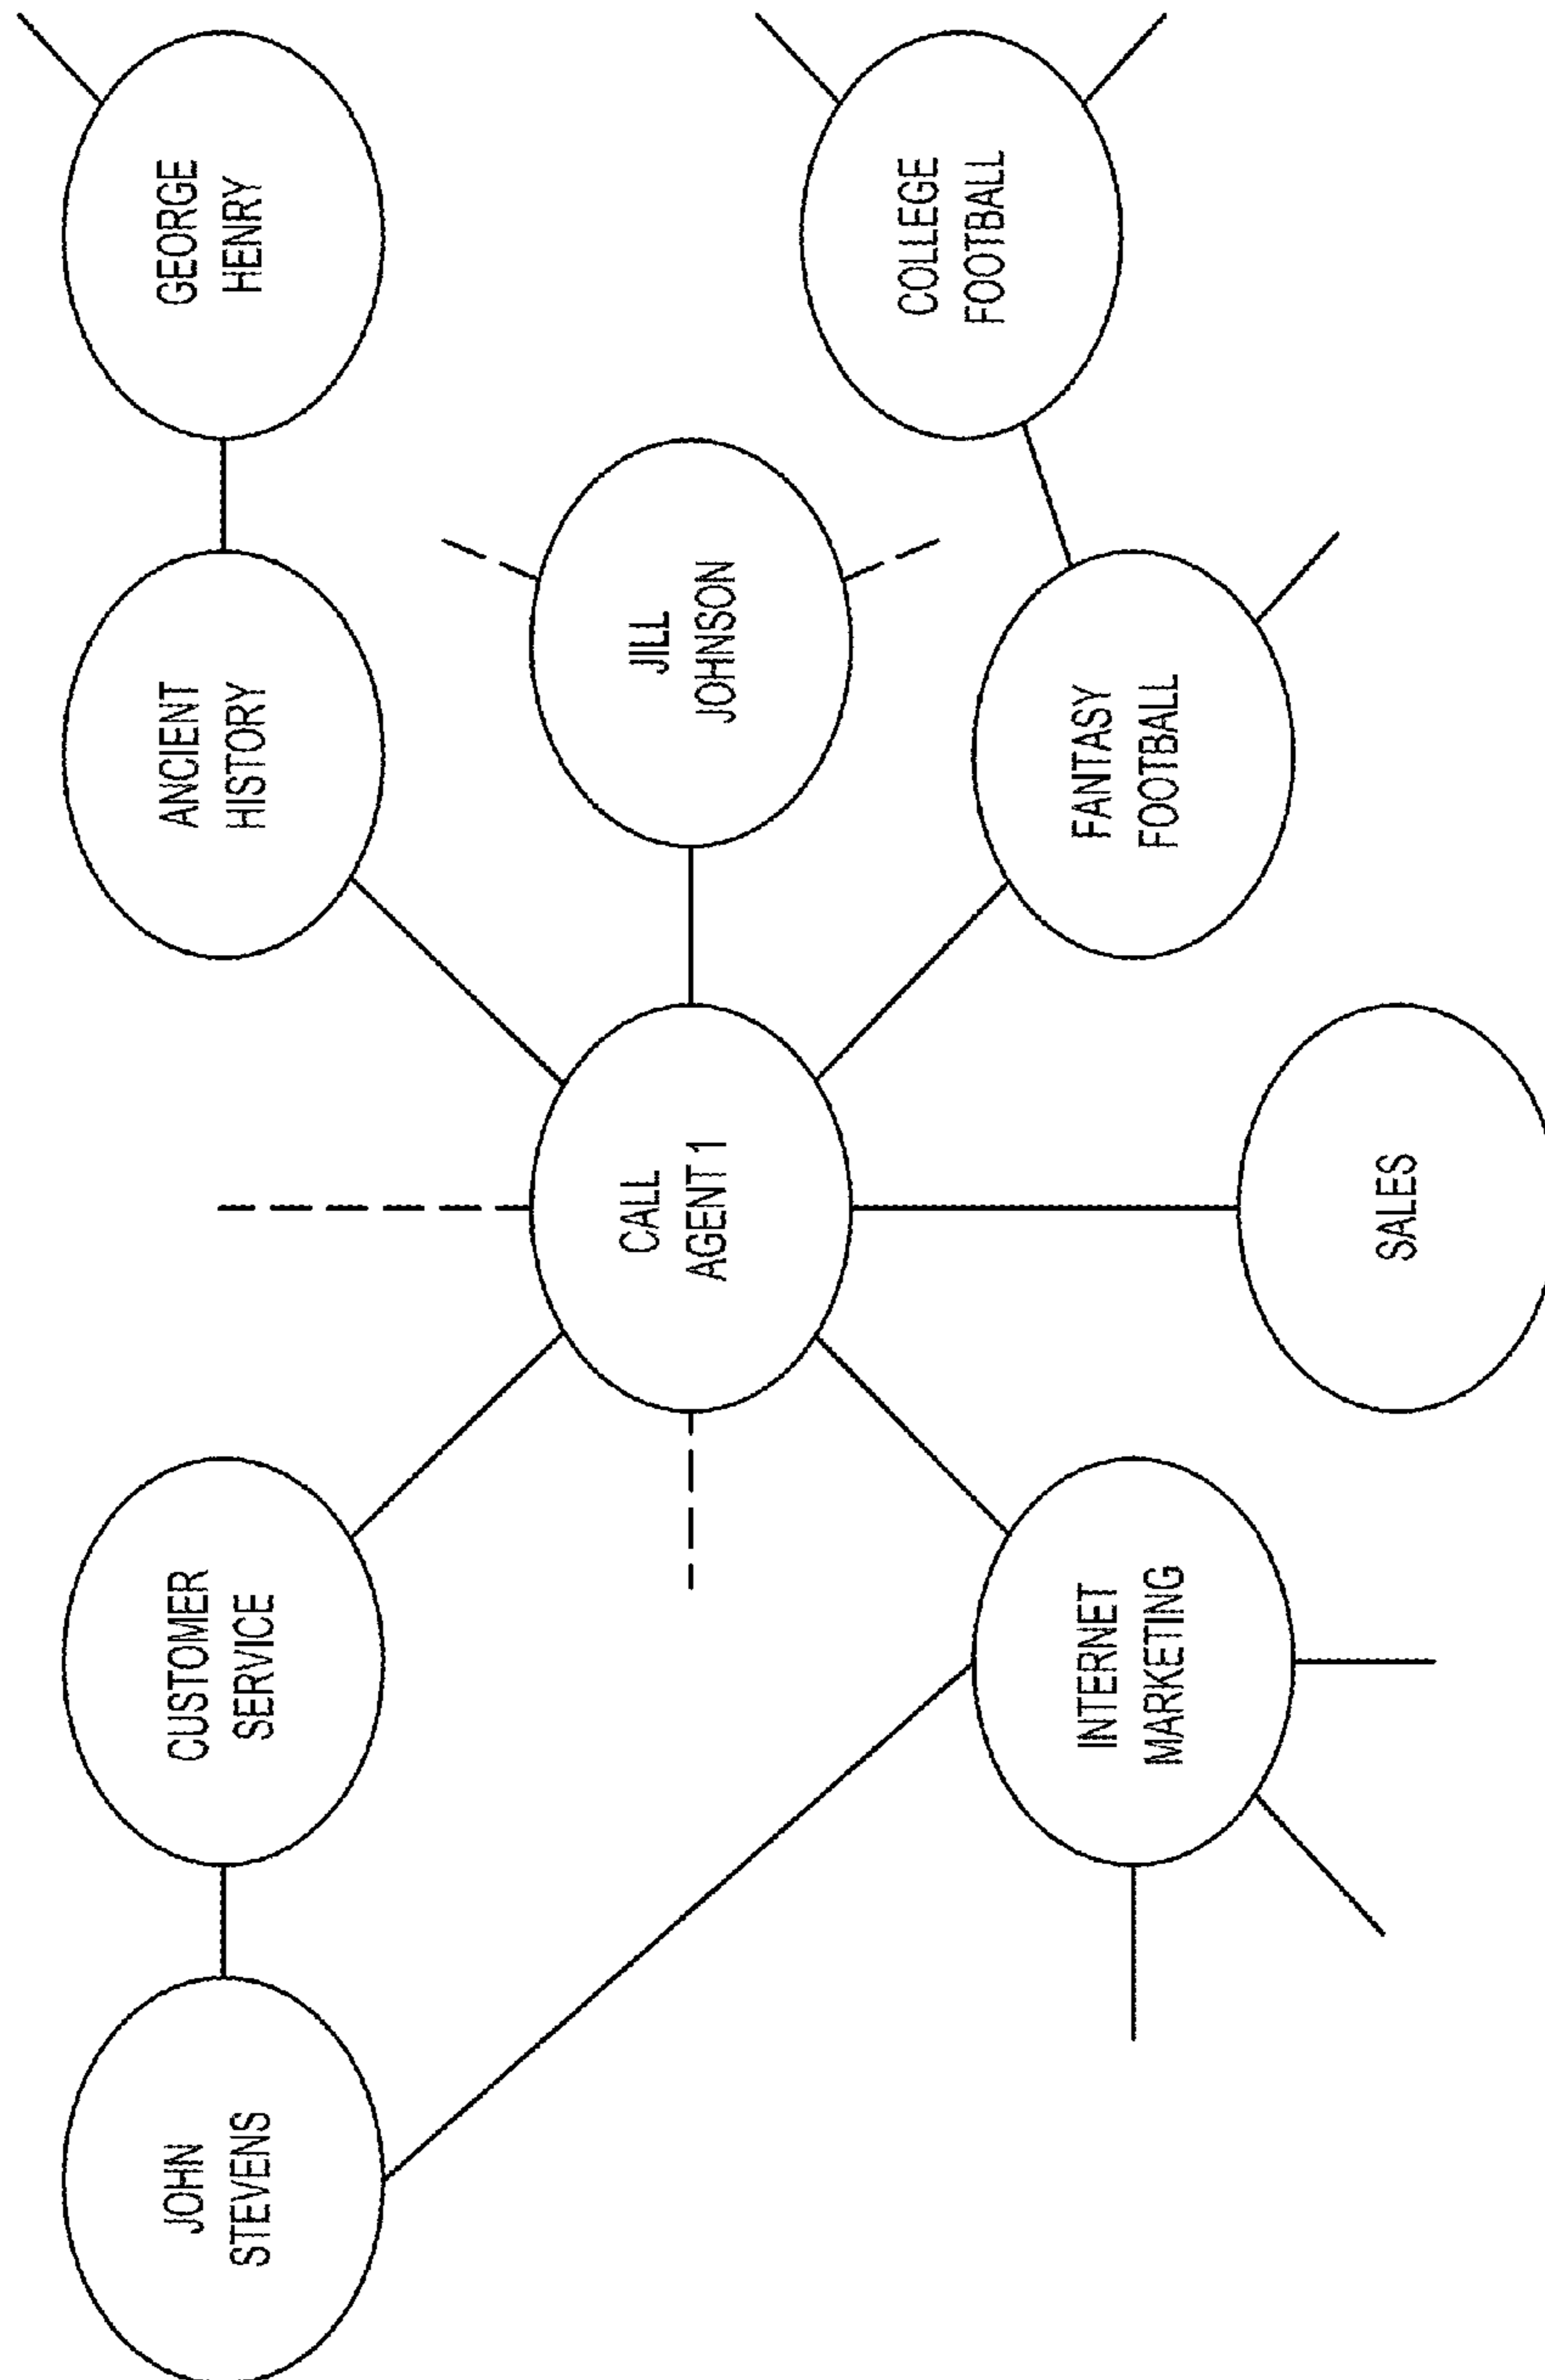 JOHN
STEVENS
CUSTOMER
SERVICE
ANCIENT
HISTORY
GEORGE
HENRY
CALL
AGENT 1
JILL
JOHNSON
INTERNET
MARKETING
FANTASY
FOOTBALL
COLLEGE
FOOTBALL
SALES